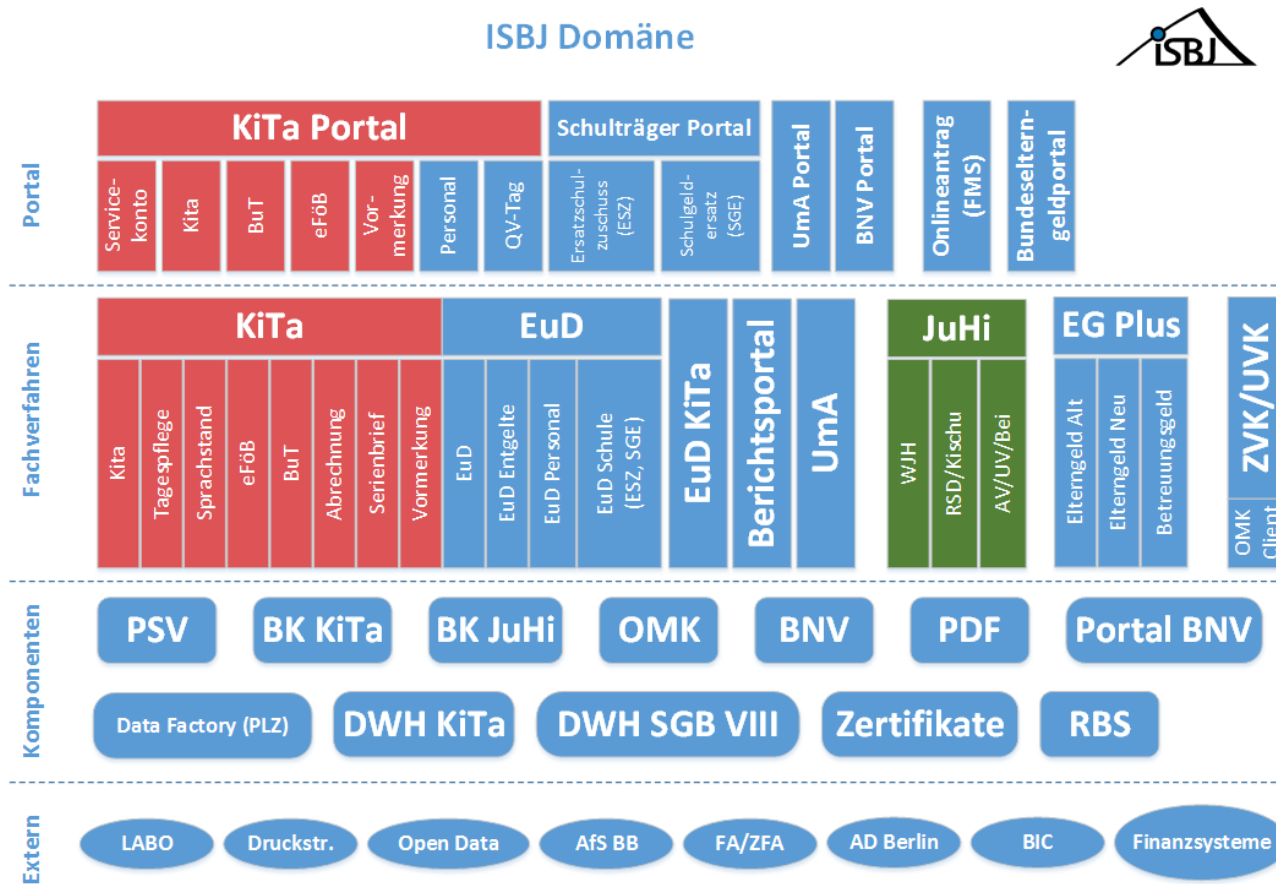 ISBJ Domäne
iSBJ
Portal
KiTa Portal
Service-
konto
Kita
BuT
eFöB
Vor-
merkung
Personal
QV-Tag
Schulträger Portal
Ersatzschul-
zuschuss
(ESZ)
Schulgeld-
ersatz
(SGE)
UmA Portal
BNV Portal
Onlineantrag
(FMS)
Bundeseltern-
geldportal
Fachverfahren
KiTa
Kita
Tagespflege
Sprachstand
eFöB
BuT
Abrechnung
Serienbrief
Vormerkung
EuD
EuD
EuD Entgelte
EuD Personal
EuD Schule
(ESZ, SGE)
EuD KiTa
Berichtsportal
UmA
JuHi
WJH
RSD/Kischu
AV/UV/Bei
EG Plus
Elterngeld Alt
Elterngeld Neu
Betreuungsgeld
ZVK/UVK
OMK
Client
Komponenten
PSV
BK KiTa
BK JuHi
OMK
BNV
PDF
Portal BNV
Data Factory (PLZ)
DWH KiTa
DWH SGB VIII
Zertifikate
RBS
Extern
LABO
Druckstr.
Open Data
AfS BB
FA/ZFA
AD Berlin
BIC
Finanzsysteme